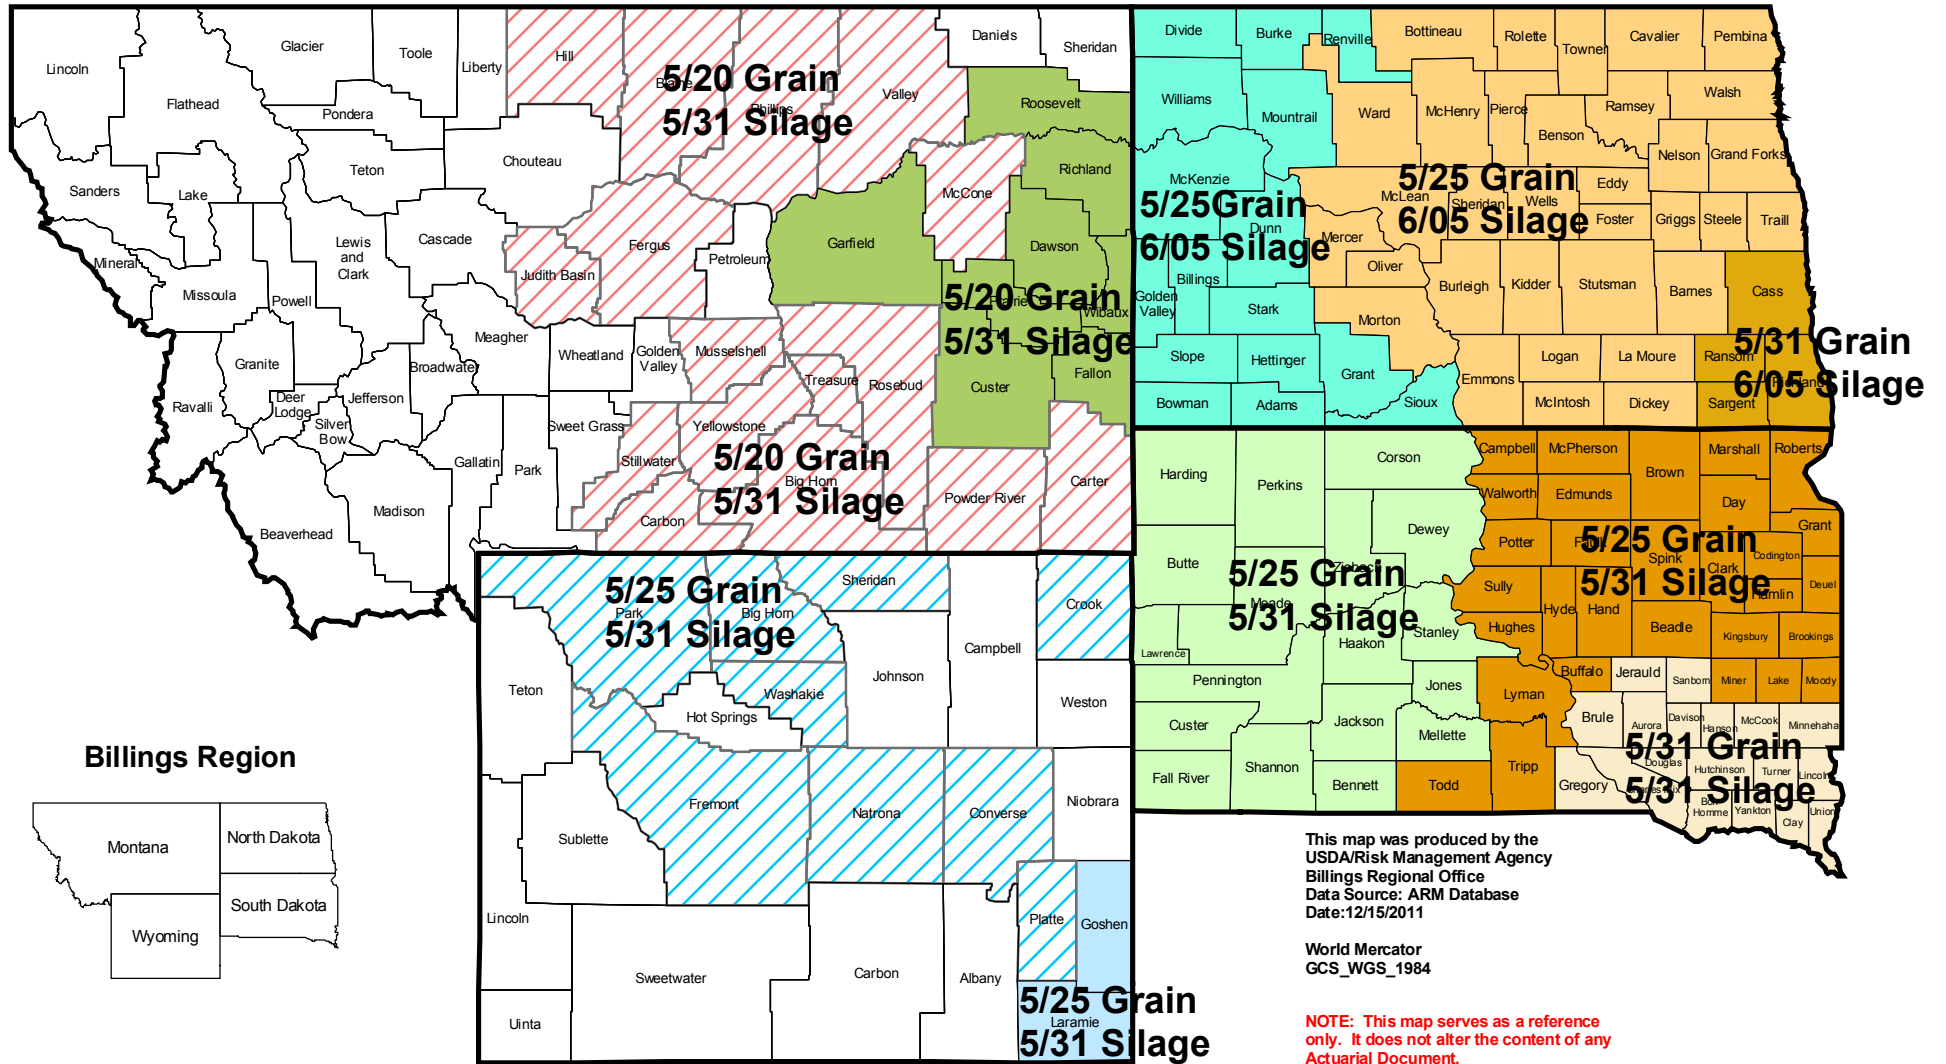 Lincoln
Flathead
Glacier
Toole
Liberty
Hill
Blaine
Phillips
Valley
Daniels
Sheridan
5/20 Grain
5/31 Silage
Roosevelt
Pondera
Teton
Chouteau
Sanders
Lake
McCone
Richland
Mineral
Missoula
Powell
Lewis
and
Clark
Cascade
Judith Basin
Fergus
Petroleum
Garfield
Dawson
Prairie
Wibaux
5/20 Grain
5/31 Silage
Ravalli
Granite
Deer
Lodge
Silver
Bow
Jefferson
Broadwater
Meagher
Wheatland
Golden
Valley
Musselshell
Treasure
Rosebud
Custer
Fallon
Sweet Grass
Yellowstone
Stillwater
Big Horn
5/20 Grain
5/31 Silage
Powder River
Carter
Carbon
Gallatin
Park
Madison
Beaverhead
Divide
Burke
Renville
Bottineau
Rolette
Towner
Cavalier
Pembina
Williams
Mountrail
Ward
McHenry
Pierce
Benson
Ramsey
Walsh
Nelson
Grand Forks
McKenzie
Dunn
5/25Grain
6/05 Silage
McLean
Sheridan
Wells
Eddy
Foster
Griggs
Steele
Traill
5/25 Grain
6/05 Silage
Mercer
Oliver
Billings
Golden
Valley
Stark
Morton
Burleigh
Kidder
Stutsman
Barnes
Cass
Slope
Hettinger
Grant
Sioux
Bowman
Adams
Emmons
Logan
La Moure
Ransom
Richland
McIntosh
Dickey
Sargent
5/31 Grain
6/05 Silage
Harding
Perkins
Corson
Campbell
McPherson
Brown
Marshall
Roberts
Walworth
Edmunds
Day
Grant
Dewey
Potter
Faulk
Spink
Clark
Codington
Hamlin
Deuel
Butte
Ziebach
Meade
5/25 Grain
5/31 Silage
Sully
Hyde
Hand
5/25 Grain
5/31 Silage
Lawrence
Haakon
Stanley
Hughes
Beadle
Kingsbury
Brookings
Pennington
Jones
Lyman
Buffalo
Jerauld
Sanborn
Miner
Lake
Moody
Custer
Jackson
Mellette
Brule
Aurora
Davison
Hanson
McCook
Minnehaha
Fall River
Shannon
Bennett
Todd
Tripp
Gregory
Douglas
Charles Mix
Hutchinson
Turner
Lincoln
Bon
Homme
Yankton
Clay
Union
5/31 Grain
5/31 Silage
Park
Big Horn
Sheridan
Crook
5/25 Grain
5/31 Silage
Teton
Washakie
Hot Springs
Johnson
Campbell
Weston
Fremont
Natrona
Converse
Niobrara
Sublette
Lincoln
Platte
Goshen
Sweetwater
Carbon
Albany
Laramie
Uinta
5/25 Grain
5/31 Silage
Billings Region
Montana
North Dakota
South Dakota
Wyoming
This map was produced by the
USDA/Risk Management Agency
Billings Regional Office
Data Source: ARM Database
Date:12/15/2011
World Mercator
GCS_WGS_1984
NOTE: This map serves as a reference
only. It does not alter the content of any
Actuarial Document.